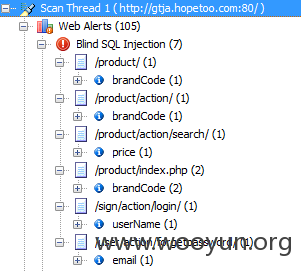 Scan Thread 1 ( http://gtja.hopetoo.com:80/ )
Web Alerts (105)
Blind SQL Injection (7)
/product/ (1)
brandCode (1)
/product/action/ (1)
brandCode (1)
/product/action/search/ (1)
price (1)
/product/index.php (2)
brandCode (2)
/sign/action/login/ (1)
userName (1)
/user/action/forgetpassword/ (1)
email (1)
www.wooyun.org